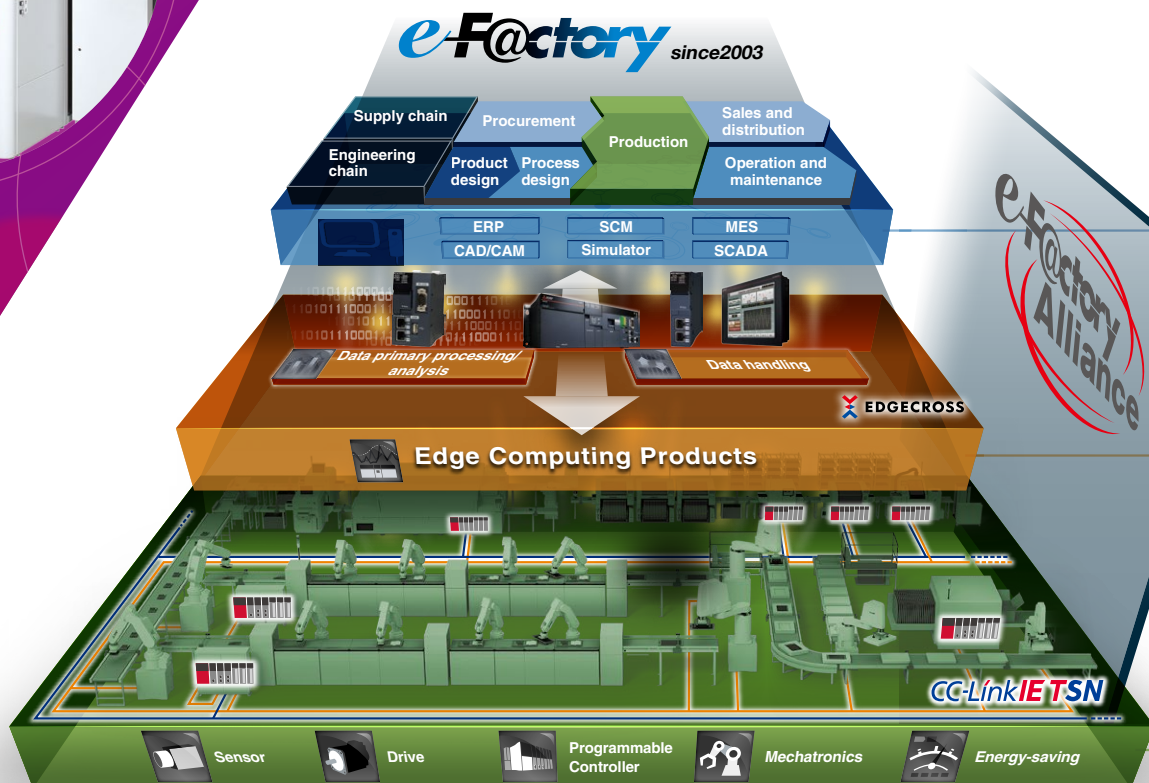 e-F@ctory since2003
Supply chain
Procurement
Production
Sales and
distribution
Engineering
chain
Product
design
Process
design
Operation and
maintenance
ERP
SCM
MES
CAD/CAM
Simulator
SCADA
e-F@ctory
Alliance
Data primary processing/
analysis
Data handling
EDGECROSS
Edge Computing Products
CC-Link IE TSN
Sensor
Drive
Programmable
Controller
Mechatronics
Energy-saving